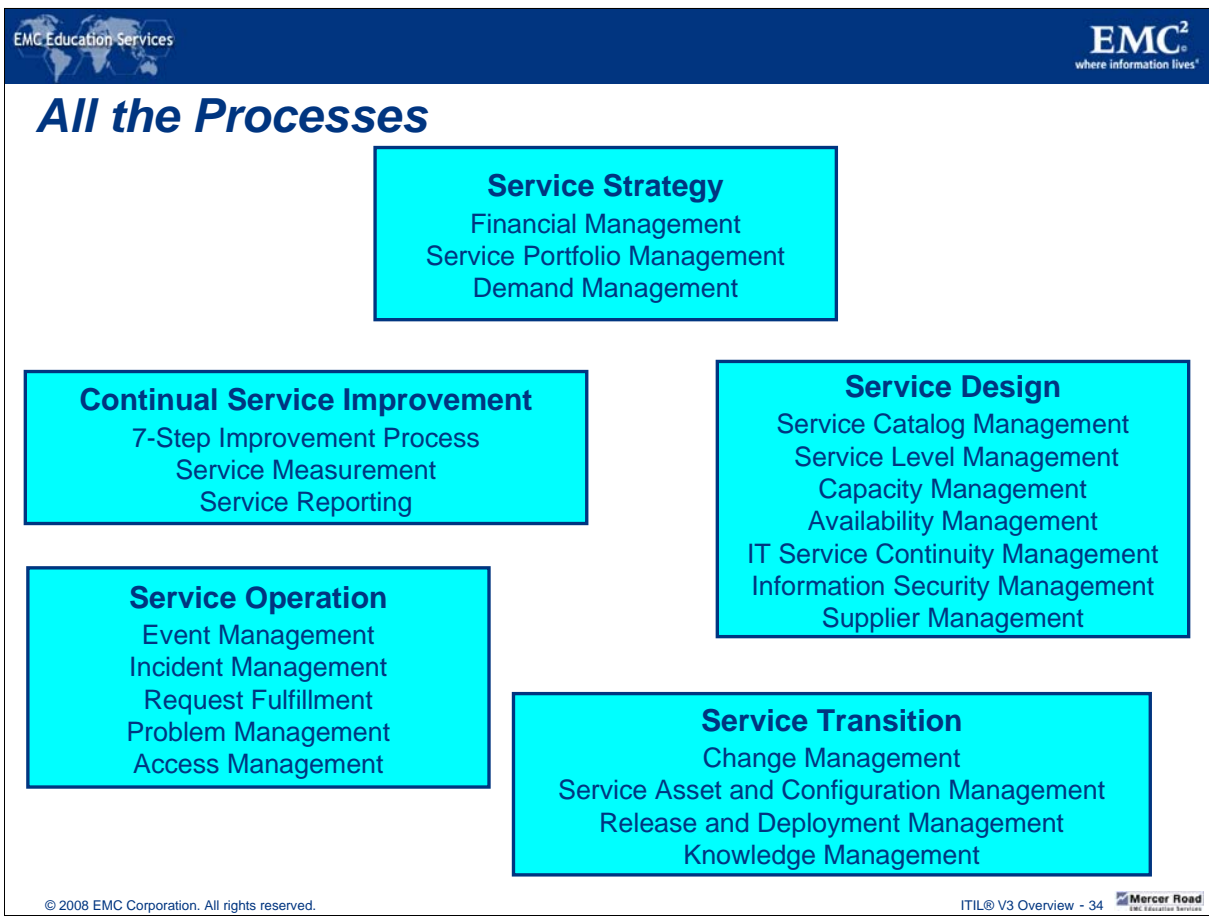 EMC Education Services
EMC²
where information lives®
All the Processes
Service Strategy
Financial Management
Service Portfolio Management
Demand Management
Continual Service Improvement
7-Step Improvement Process
Service Measurement
Service Reporting
Service Design
Service Catalog Management
Service Level Management
Capacity Management
Availability Management
IT Service Continuity Management
Information Security Management
Supplier Management
Service Operation
Event Management
Incident Management
Request Fulfillment
Problem Management
Access Management
Service Transition
Change Management
Service Asset and Configuration Management
Release and Deployment Management
Knowledge Management
© 2008 EMC Corporation. All rights reserved.
ITIL® V3 Overview - 34
Mercer Road
EMC Education Services